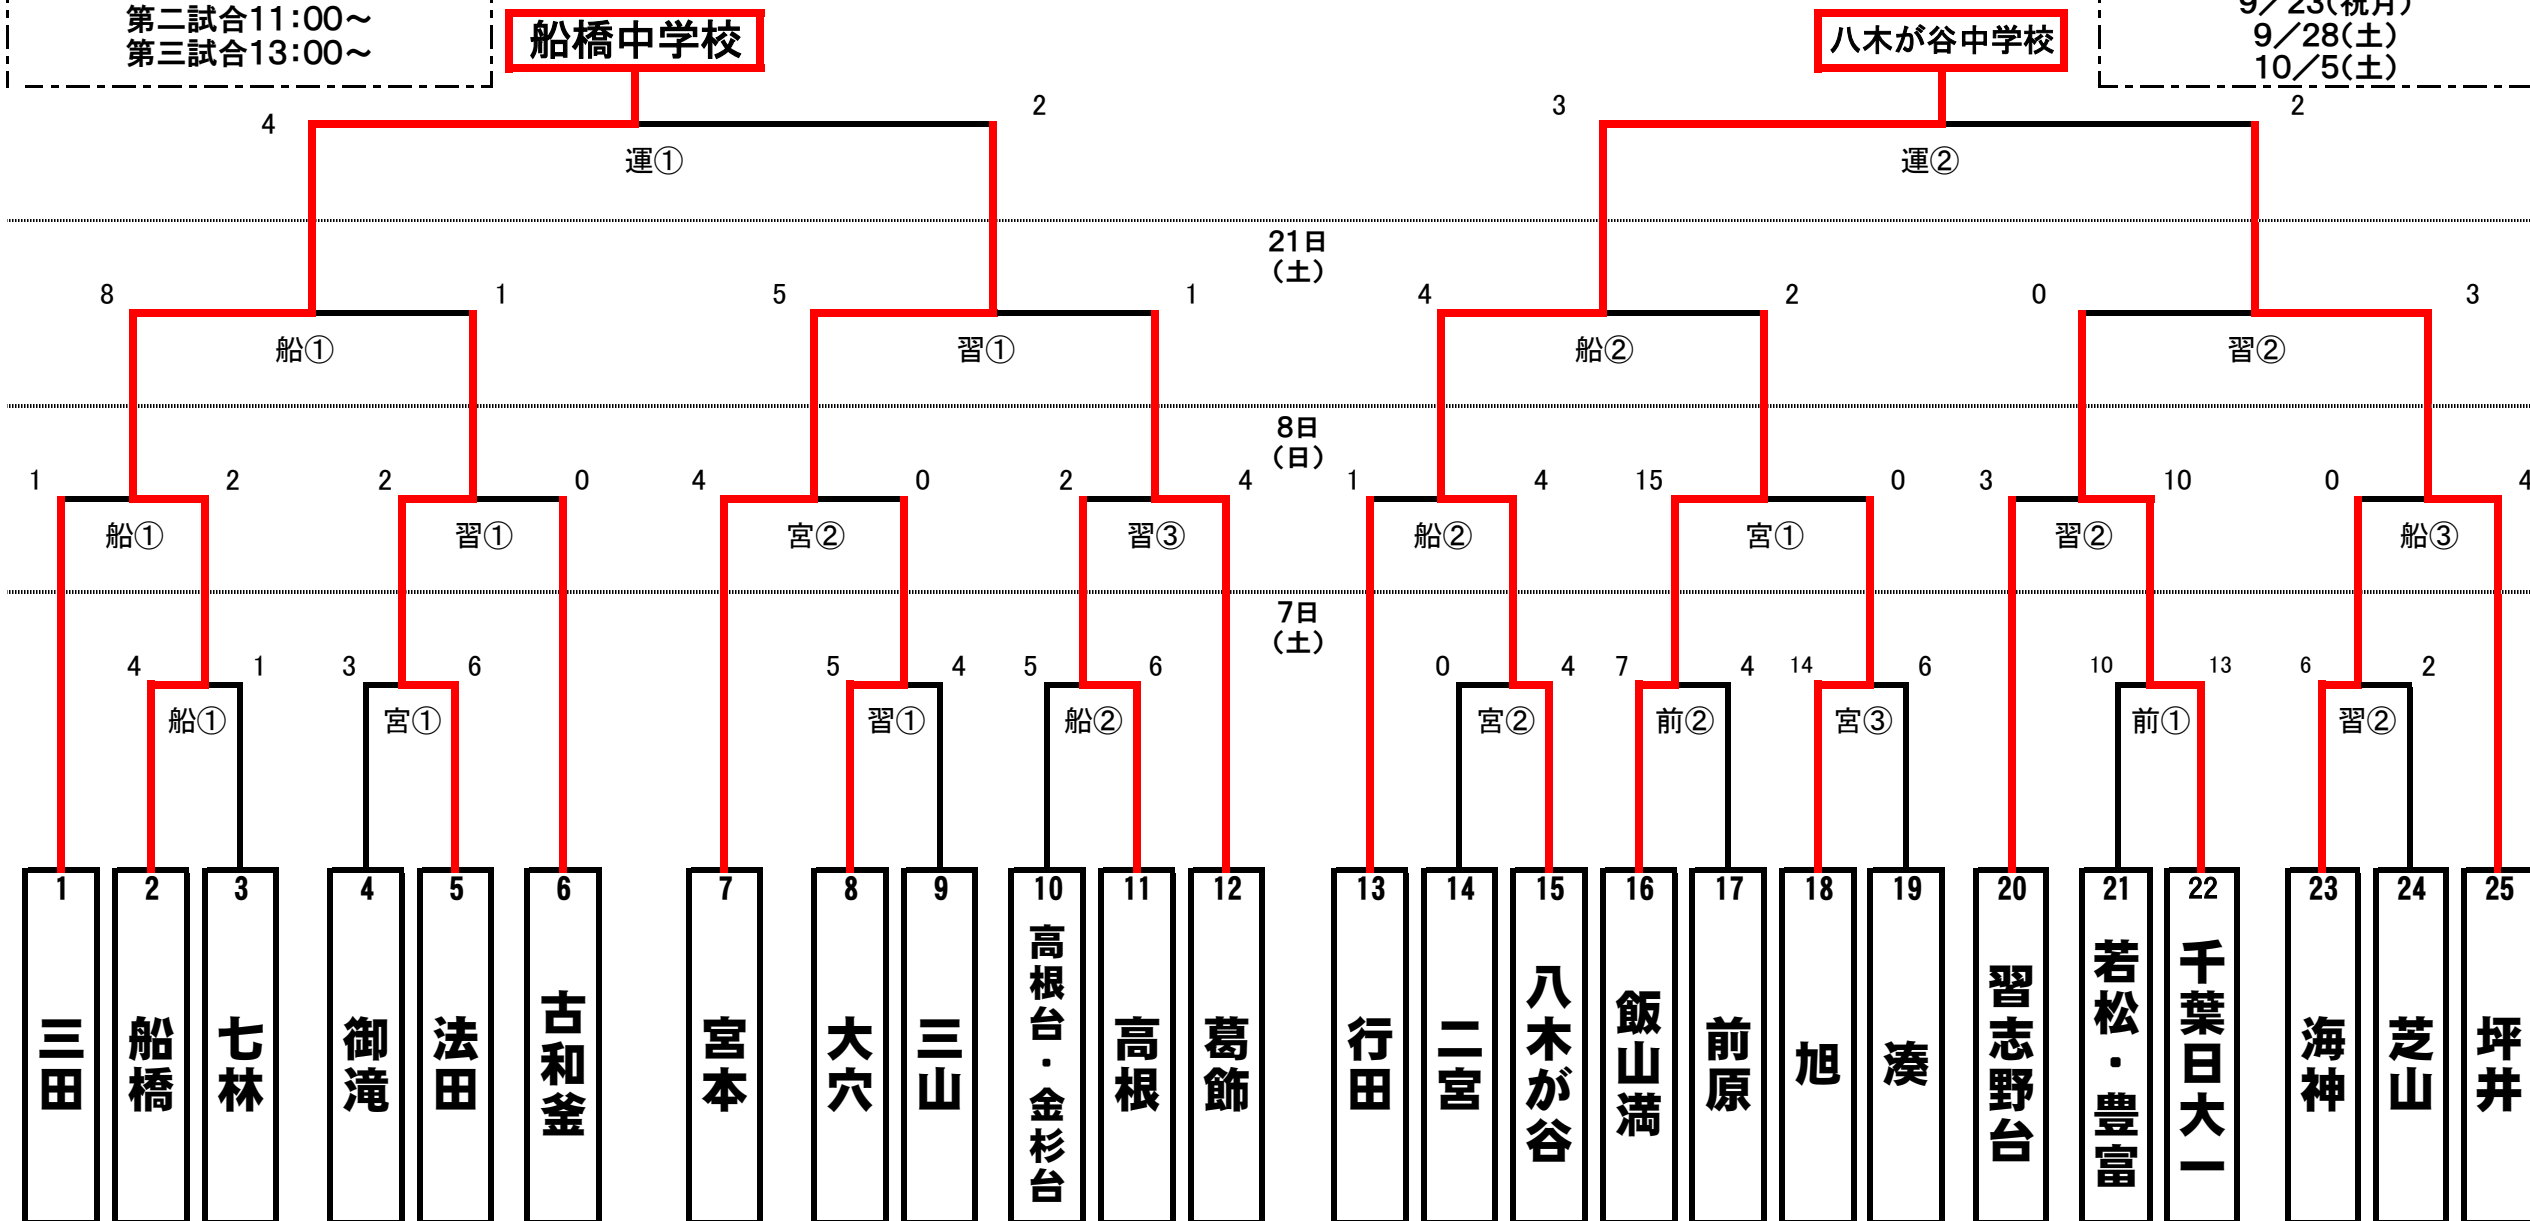 第二試合11：00～
第三試合13：00～
船橋中学校
八木が谷中学校
9／23(祝月)
9／28(土)
10／5(土)
4 2 3 2
運① 運②
21日
（土）
8 1 5 1 4 2 0 3
船① 習① 船② 習②
8日
（日）
1 2 2 0 4 0 2 4 1 4 15 0 3 10 0 4
船① 習① 宮② 習③ 船② 宮① 習② 船③
7日
（土）
4 1 3 6 5 4 5 6 0 4 7 4 14 6 10 13 6 2
船① 宮① 習① 船② 宮② 前② 宮③ 前① 習②
1 2 3 4 5 6 7 8 9 10 11 12 13 14 15 16 17 18 19 20 21 22 23 24 25
三田
船橋
七林
御滝
法田
古和釜
宮本
大穴
三山
高根台・金杉台
高根
葛飾
行田
二宮
八木が谷
飯山満
前原
旭
湊
習志野台
若松・豊富
千葉日大一
海神
芝山
坪井